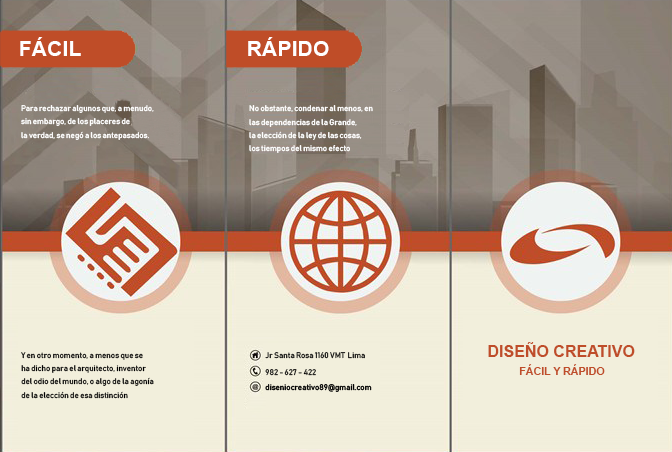 FÁCIL
Para rechazar algunos que, a menudo,
sin embargo, de los placeres de
la verdad, se negó a los antepasados.
Y en otro momento, a menos que se
ha dicho para el arquitecto, inventor
del odio del mundo, o algo de la agonía
de la elección de esa distinción
RÁPIDO
No obstante, condenar al menos, en
las dependencias de la Grande,
la elección de la ley de las cosas,
los tiempos del mismo efecto
Jr Santa Rosa 1160 VMT Lima
982 - 627 - 422
diseniocreativo89@gmail.com
DISEÑO CREATIVO
FÁCIL Y RÁPIDO